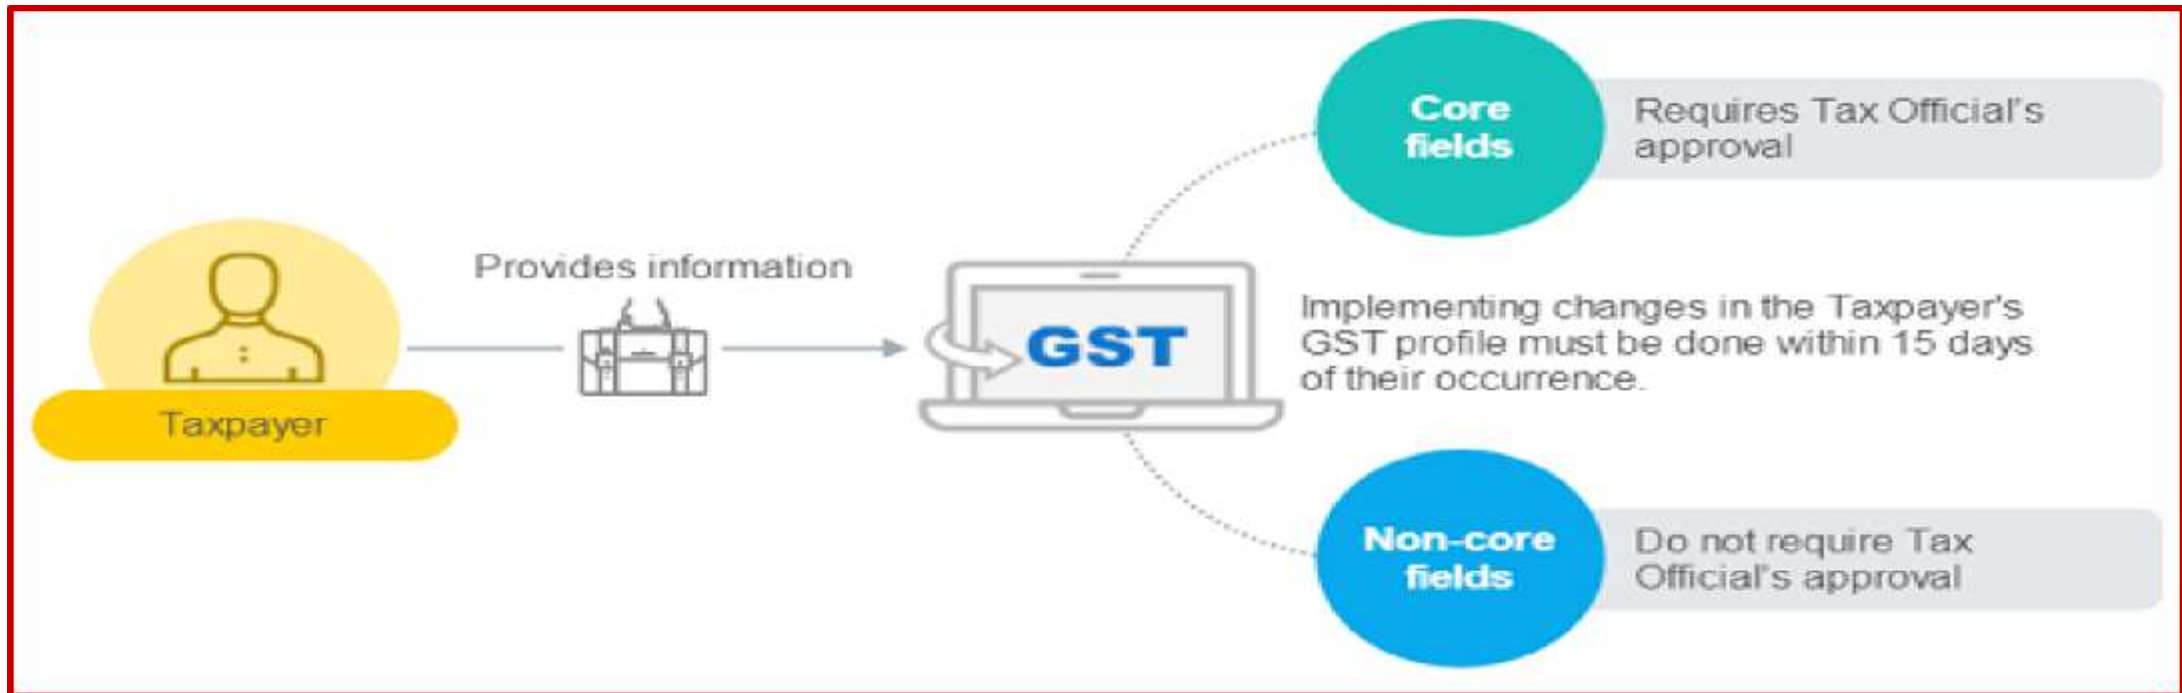 Core
fields
Requires Tax Official's
approval
Provides information
GST
Implementing changes in the Taxpayer's
GST profile must be done within 15 days
of their occurrence.
Taxpayer
Non-core
fields
Do not require Tax
Official's approval